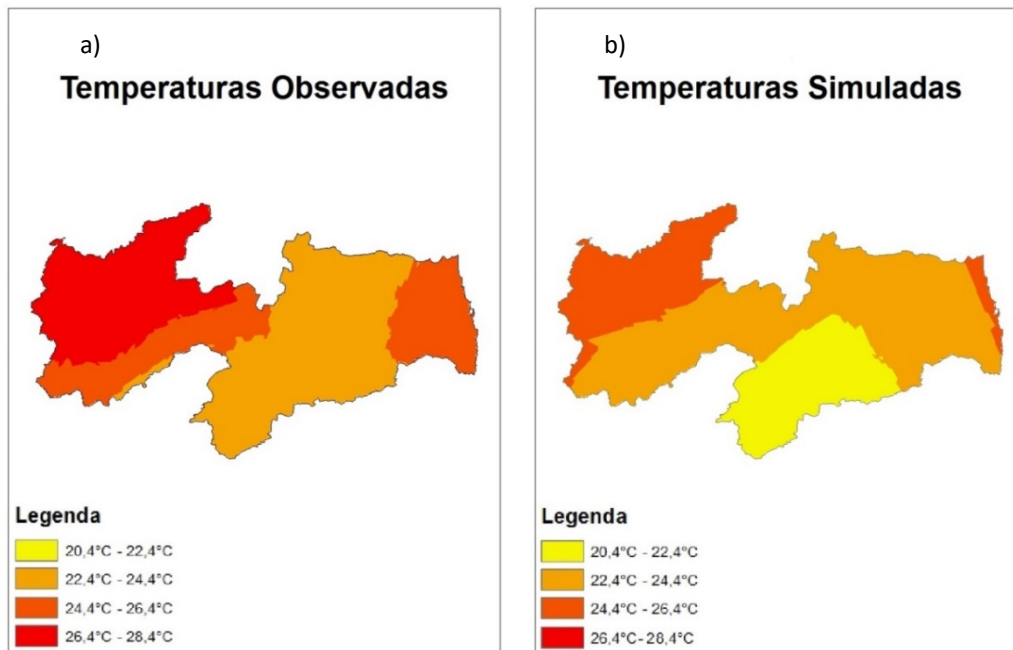 a)
Temperaturas Observadas
Legenda
20,4°C - 22,4°C
22,4°C - 24,4°C
24,4°C - 26,4°C
26,4°C - 28,4°C
b)
Temperaturas Simuladas
Legenda
20,4°C - 22,4°C
22,4°C - 24,4°C
24,4°C - 26,4°C
26,4°C- 28,4°C